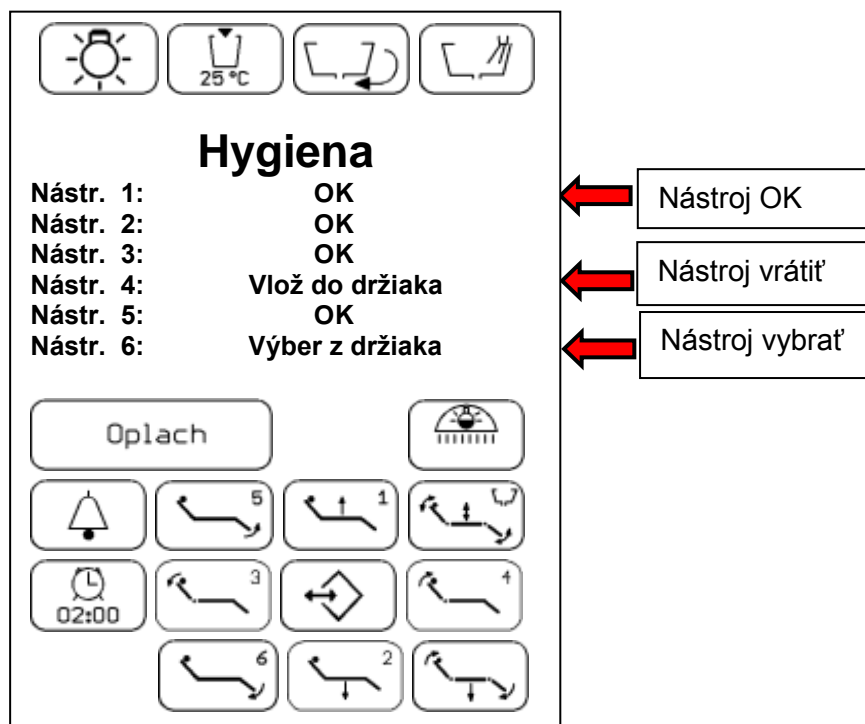 25 °C
Hygiena
Nástr. 1: OK
Nástr. 2: OK
Nástr. 3: OK
Nástr. 4: Vlož do držiaka
Nástr. 5: OK
Nástr. 6: Výber z držiaka
Nástroj OK
Nástroj vrátiť
Nástroj vybrať
Oplach
5 1
02:00 3 4
6 2